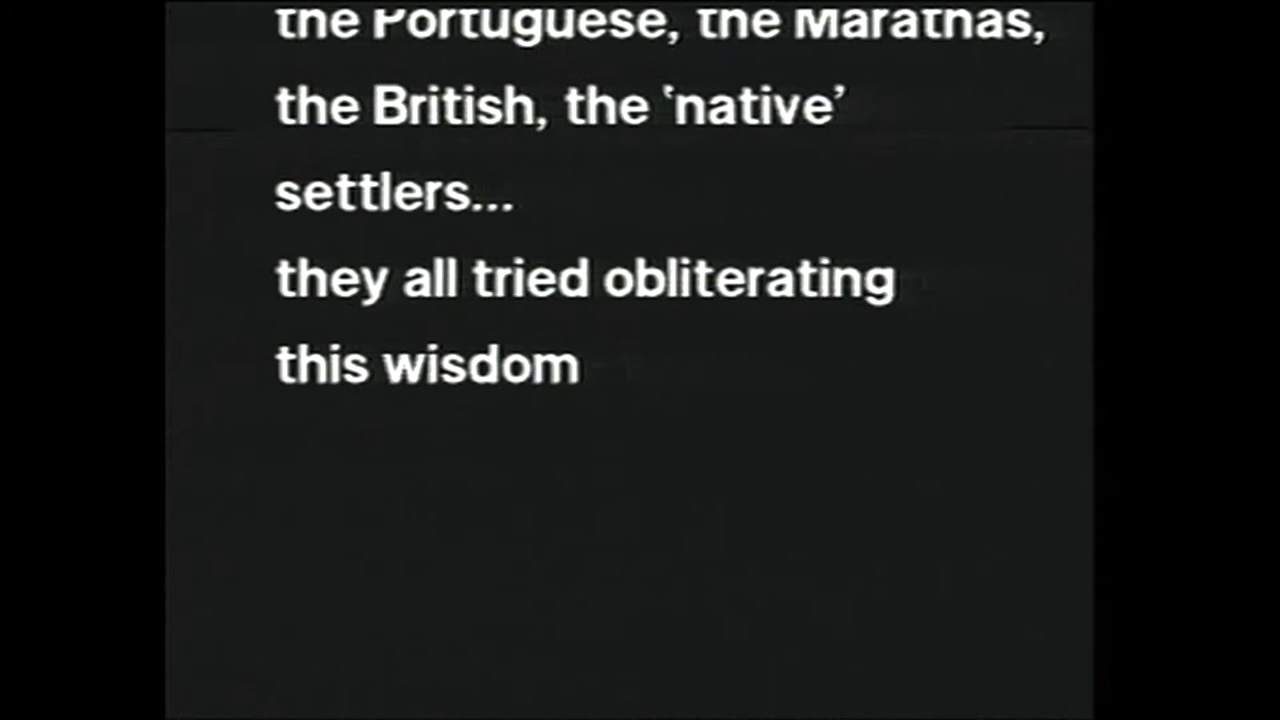 the Portuguese, the Marathas,
the British, the ‘native’
settlers...
they all tried obliterating
this wisdom